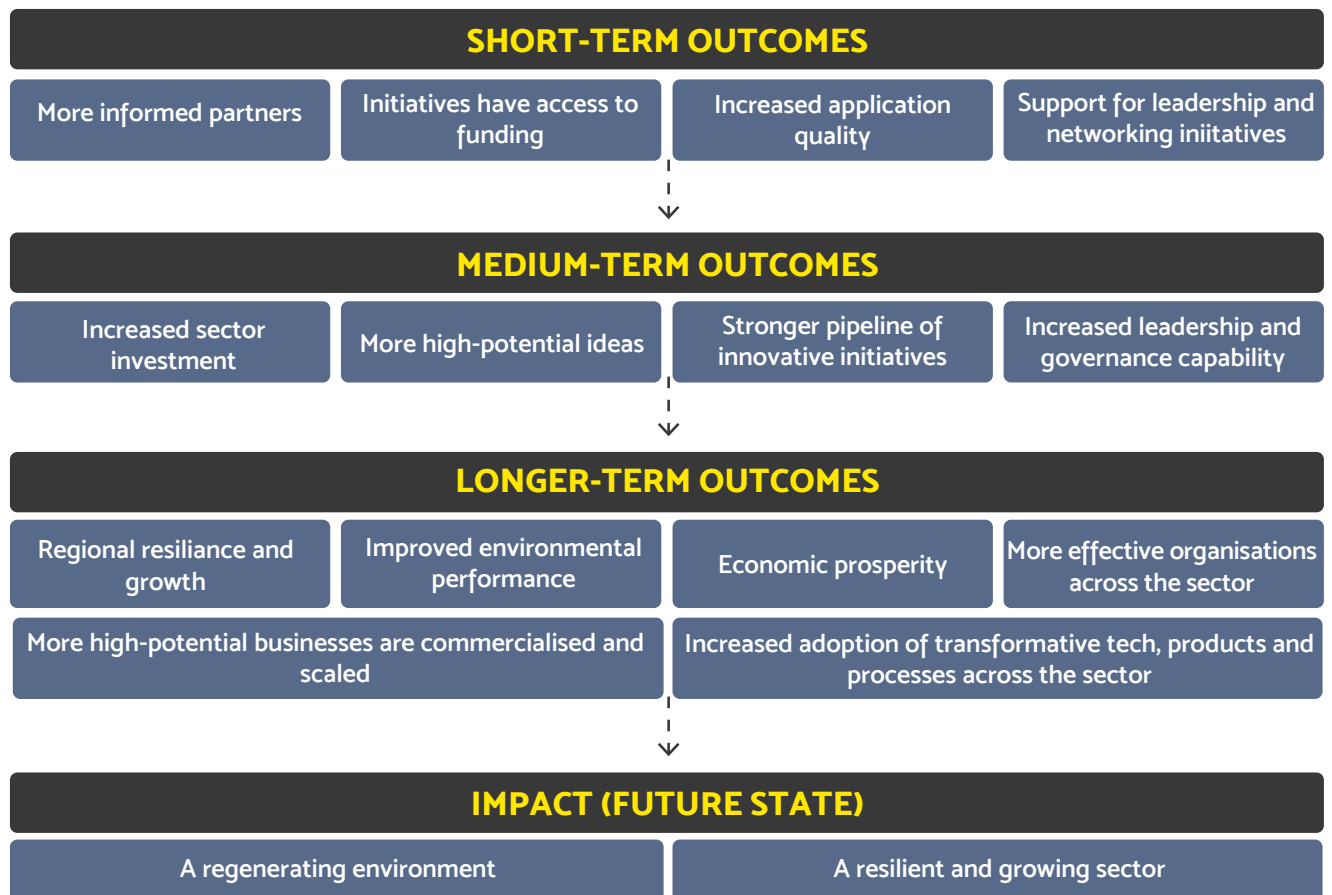 SHORT-TERM OUTCOMES
More informed partners
Initiatives have access to
funding
Increased application
quality
Support for leadership and
networking iniitatives
MEDIUM-TERM OUTCOMES
Increased sector
investment
More high-potential ideas
Stronger pipeline of
innovative initiatives
Increased leadership and
governance capability
LONGER-TERM OUTCOMES
Regional resiliance and
growth
Improved environmental
performance
Economic prosperity
More effective organisations
across the sector
More high-potential businesses are commercialised and
scaled
Increased adoption of transformative tech, products and
processes across the sector
IMPACT (FUTURE STATE)
A regenerating environment
A resilient and growing sector